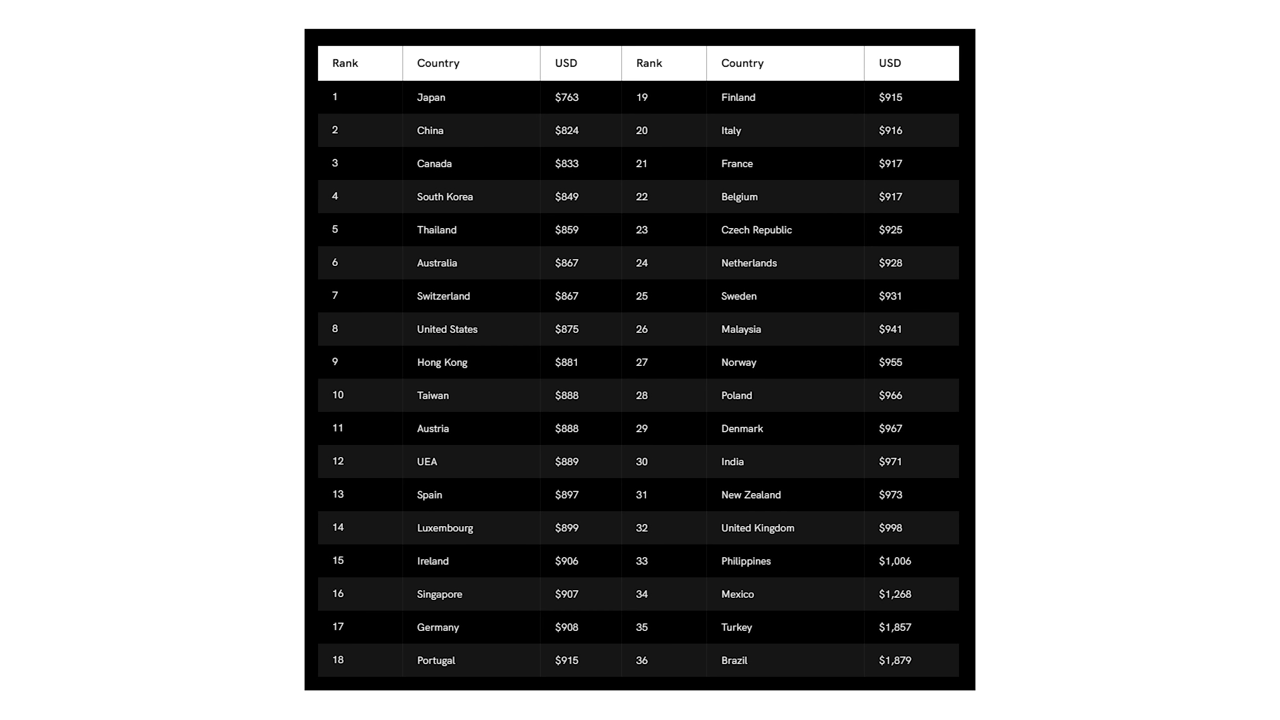 Rank Country USD Rank Country USD
1 Japan $763 19 Finland $915
2 China $824 20 Italy $916
3 Canada $833 21 France $917
4 South Korea $849 22 Belgium $917
5 Thailand $859 23 Czech Republic $925
6 Australia $867 24 Netherlands $928
7 Switzerland $867 25 Sweden $931
8 United States $875 26 Malaysia $941
9 Hong Kong $881 27 Norway $955
10 Taiwan $888 28 Poland $966
11 Austria $888 29 Denmark $967
12 UEA $889 30 India $971
13 Spain $897 31 New Zealand $973
14 Luxembourg $899 32 United Kingdom $998
15 Ireland $906 33 Philippines $1,006
16 Singapore $907 34 Mexico $1,268
17 Germany $908 35 Turkey $1,857
18 Portugal $915 36 Brazil $1,879